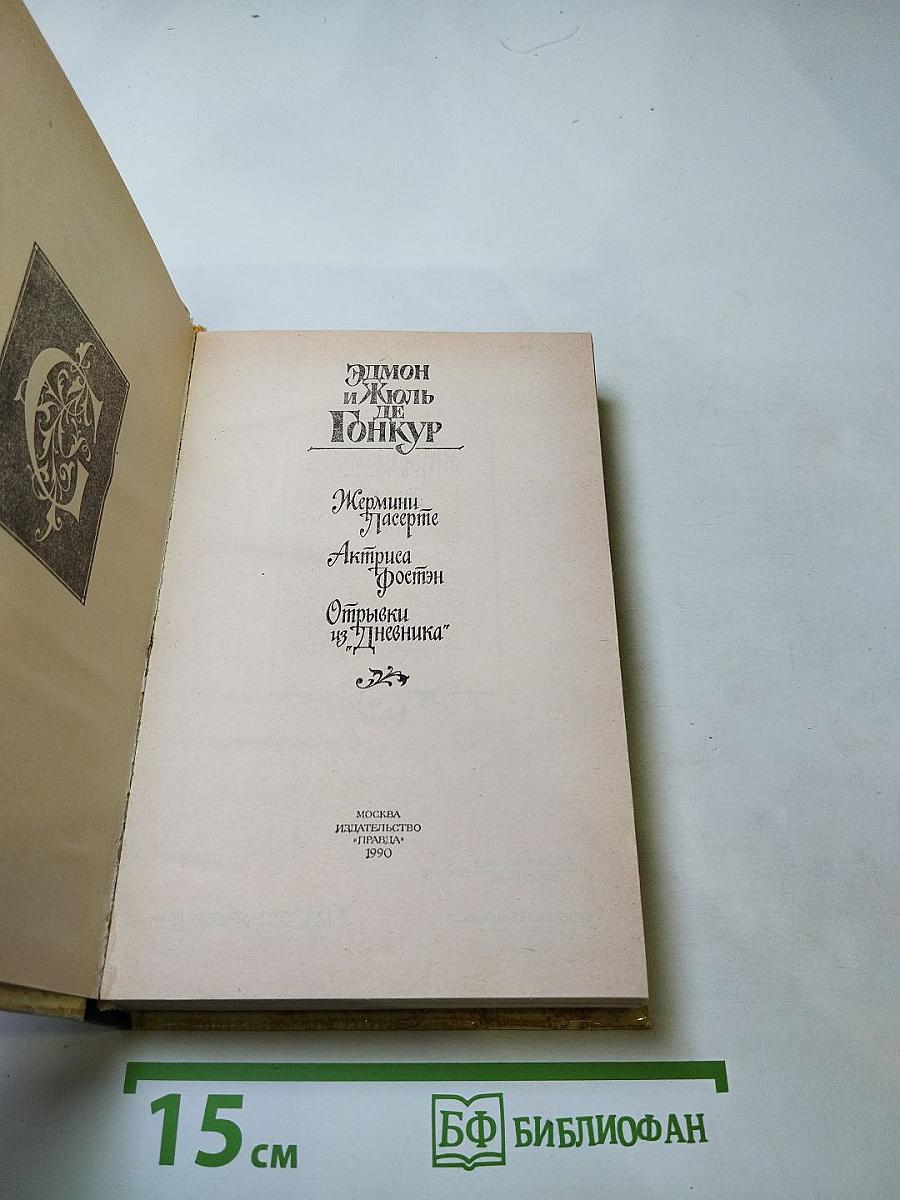 Эдмон
и Жюль
де
Гонкур
Жермини
Ласерте
Актриса
Фостэн
Отрывки
из „Дневника"
МОСКВА
ИЗДАТЕЛЬСТВО
«ПРАВДА»
1990
15 см
БФ БИБЛИОФАН